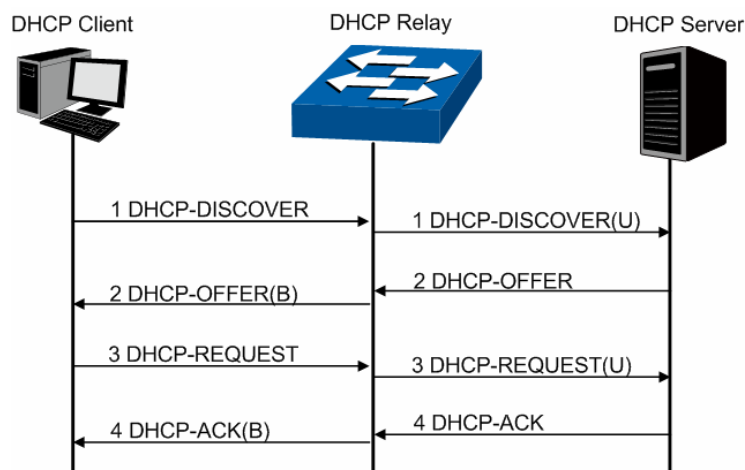 DHCP Client
DHCP Relay
DHCP Server
1 DHCP-DISCOVER
1 DHCP-DISCOVER(U)
2 DHCP-OFFER
2 DHCP-OFFER(B)
3 DHCP-REQUEST
3 DHCP-REQUEST(U)
4 DHCP-ACK
4 DHCP-ACK(B)